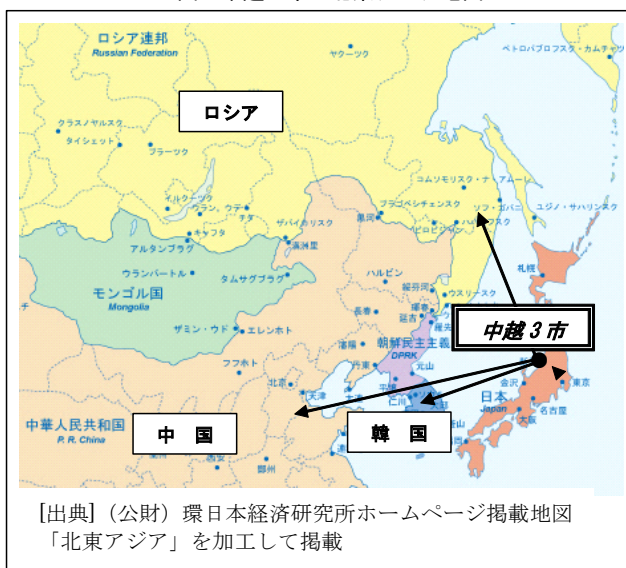 ロシア連邦
Russian Federation
ヤクーツク
ペトロパブロフスク・カムチャツ
ロシア
クラスノヤルスク
タイシェット
ブラーツク
コムソモリスク・ナ・アムーレ
イルクーツク
ウラン・ウデ
チタ
ブラゴベシチェンスク
ソフ・ガバニ
ユジノ・サハリンスク
キャフタ
ザバイカリスク
黒河
ビロビジャン
アルタンブラグ
満洲里
ウランバートル
タムサグブラグ
ハルビン
札幌
モンゴル国
Mongolia
綏芬河
ウスリースク
長春
琿春
延吉
中越3市
ザミン・ウド
エレンホト
瀋陽
朝鮮民主主義
DPRK
フフホト
丹東
元山
北京
天津
平壌
金沢
東京
仁川
日本
Japan
名古屋
大阪
中華人民共和国
P. R. China
中 国
韓 国
西安
鄭州
[出典]（公財）環日本経済研究所ホームページ掲載地図
「北東アジア」を加工して掲載